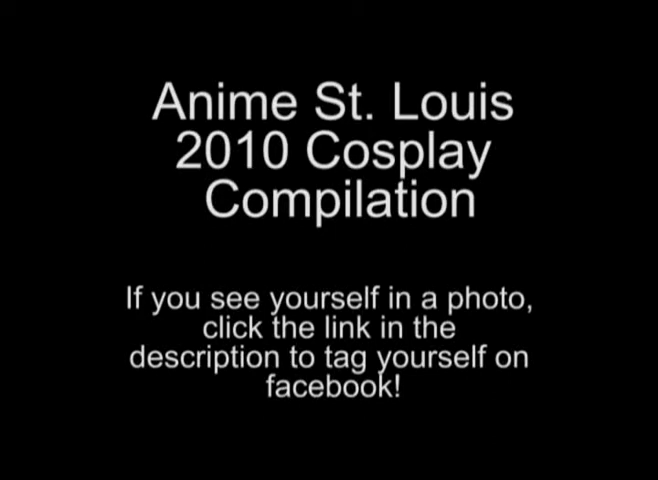 Anime St. Louis
2010 Cosplay
Compilation
If you see yourself in a photo,
click the link in the
description to tag yourself on
facebook!